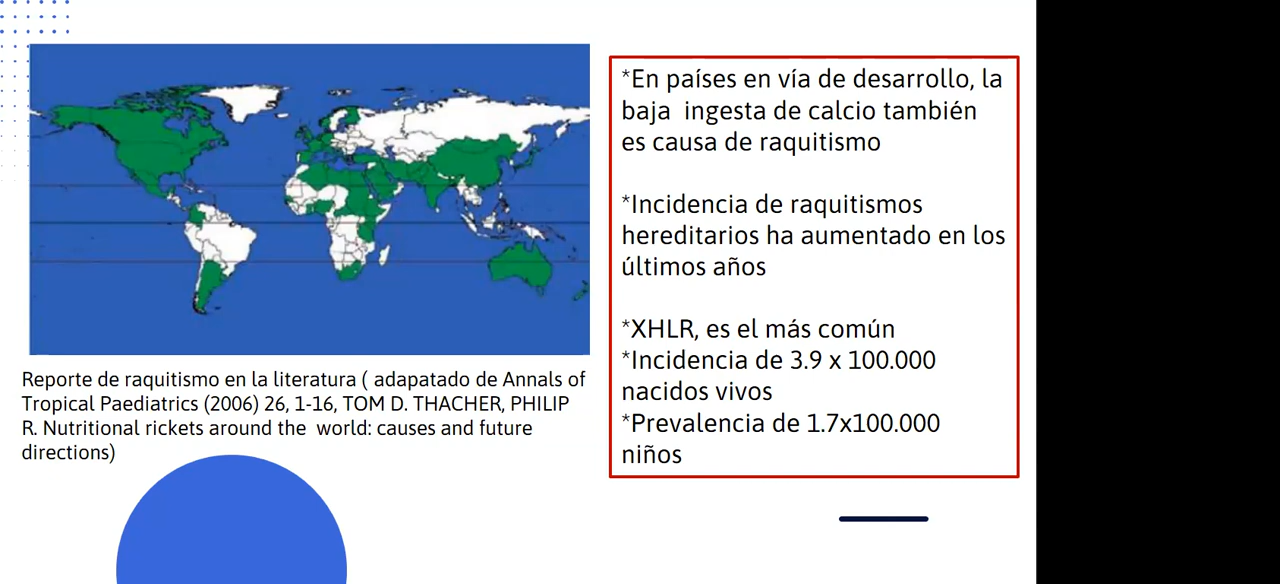 *En países en vía de desarrollo, la
baja  ingesta de calcio también
es causa de raquitismo
*Incidencia de raquitismos
hereditarios ha aumentado en los
últimos años
*XHLR, es el más común
*Incidencia de 3.9 x 100.000
nacidos vivos
*Prevalencia de 1.7x100.000
niños
Reporte de raquitismo en la literatura ( adapatado de Annals of
Tropical Paediatrics (2006) 26, 1-16, TOM D. THACHER, PHILIP
R. Nutritional rickets around the  world: causes and future
directions)